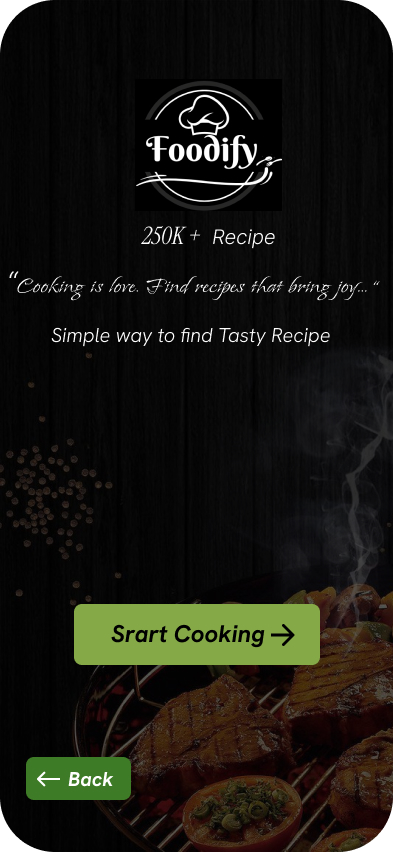 Foodify
250K + Recipe
“Cooking is love. Find recipes that bring joy... “
Simple way to find Tasty Recipe
Srart Cooking →
← Back